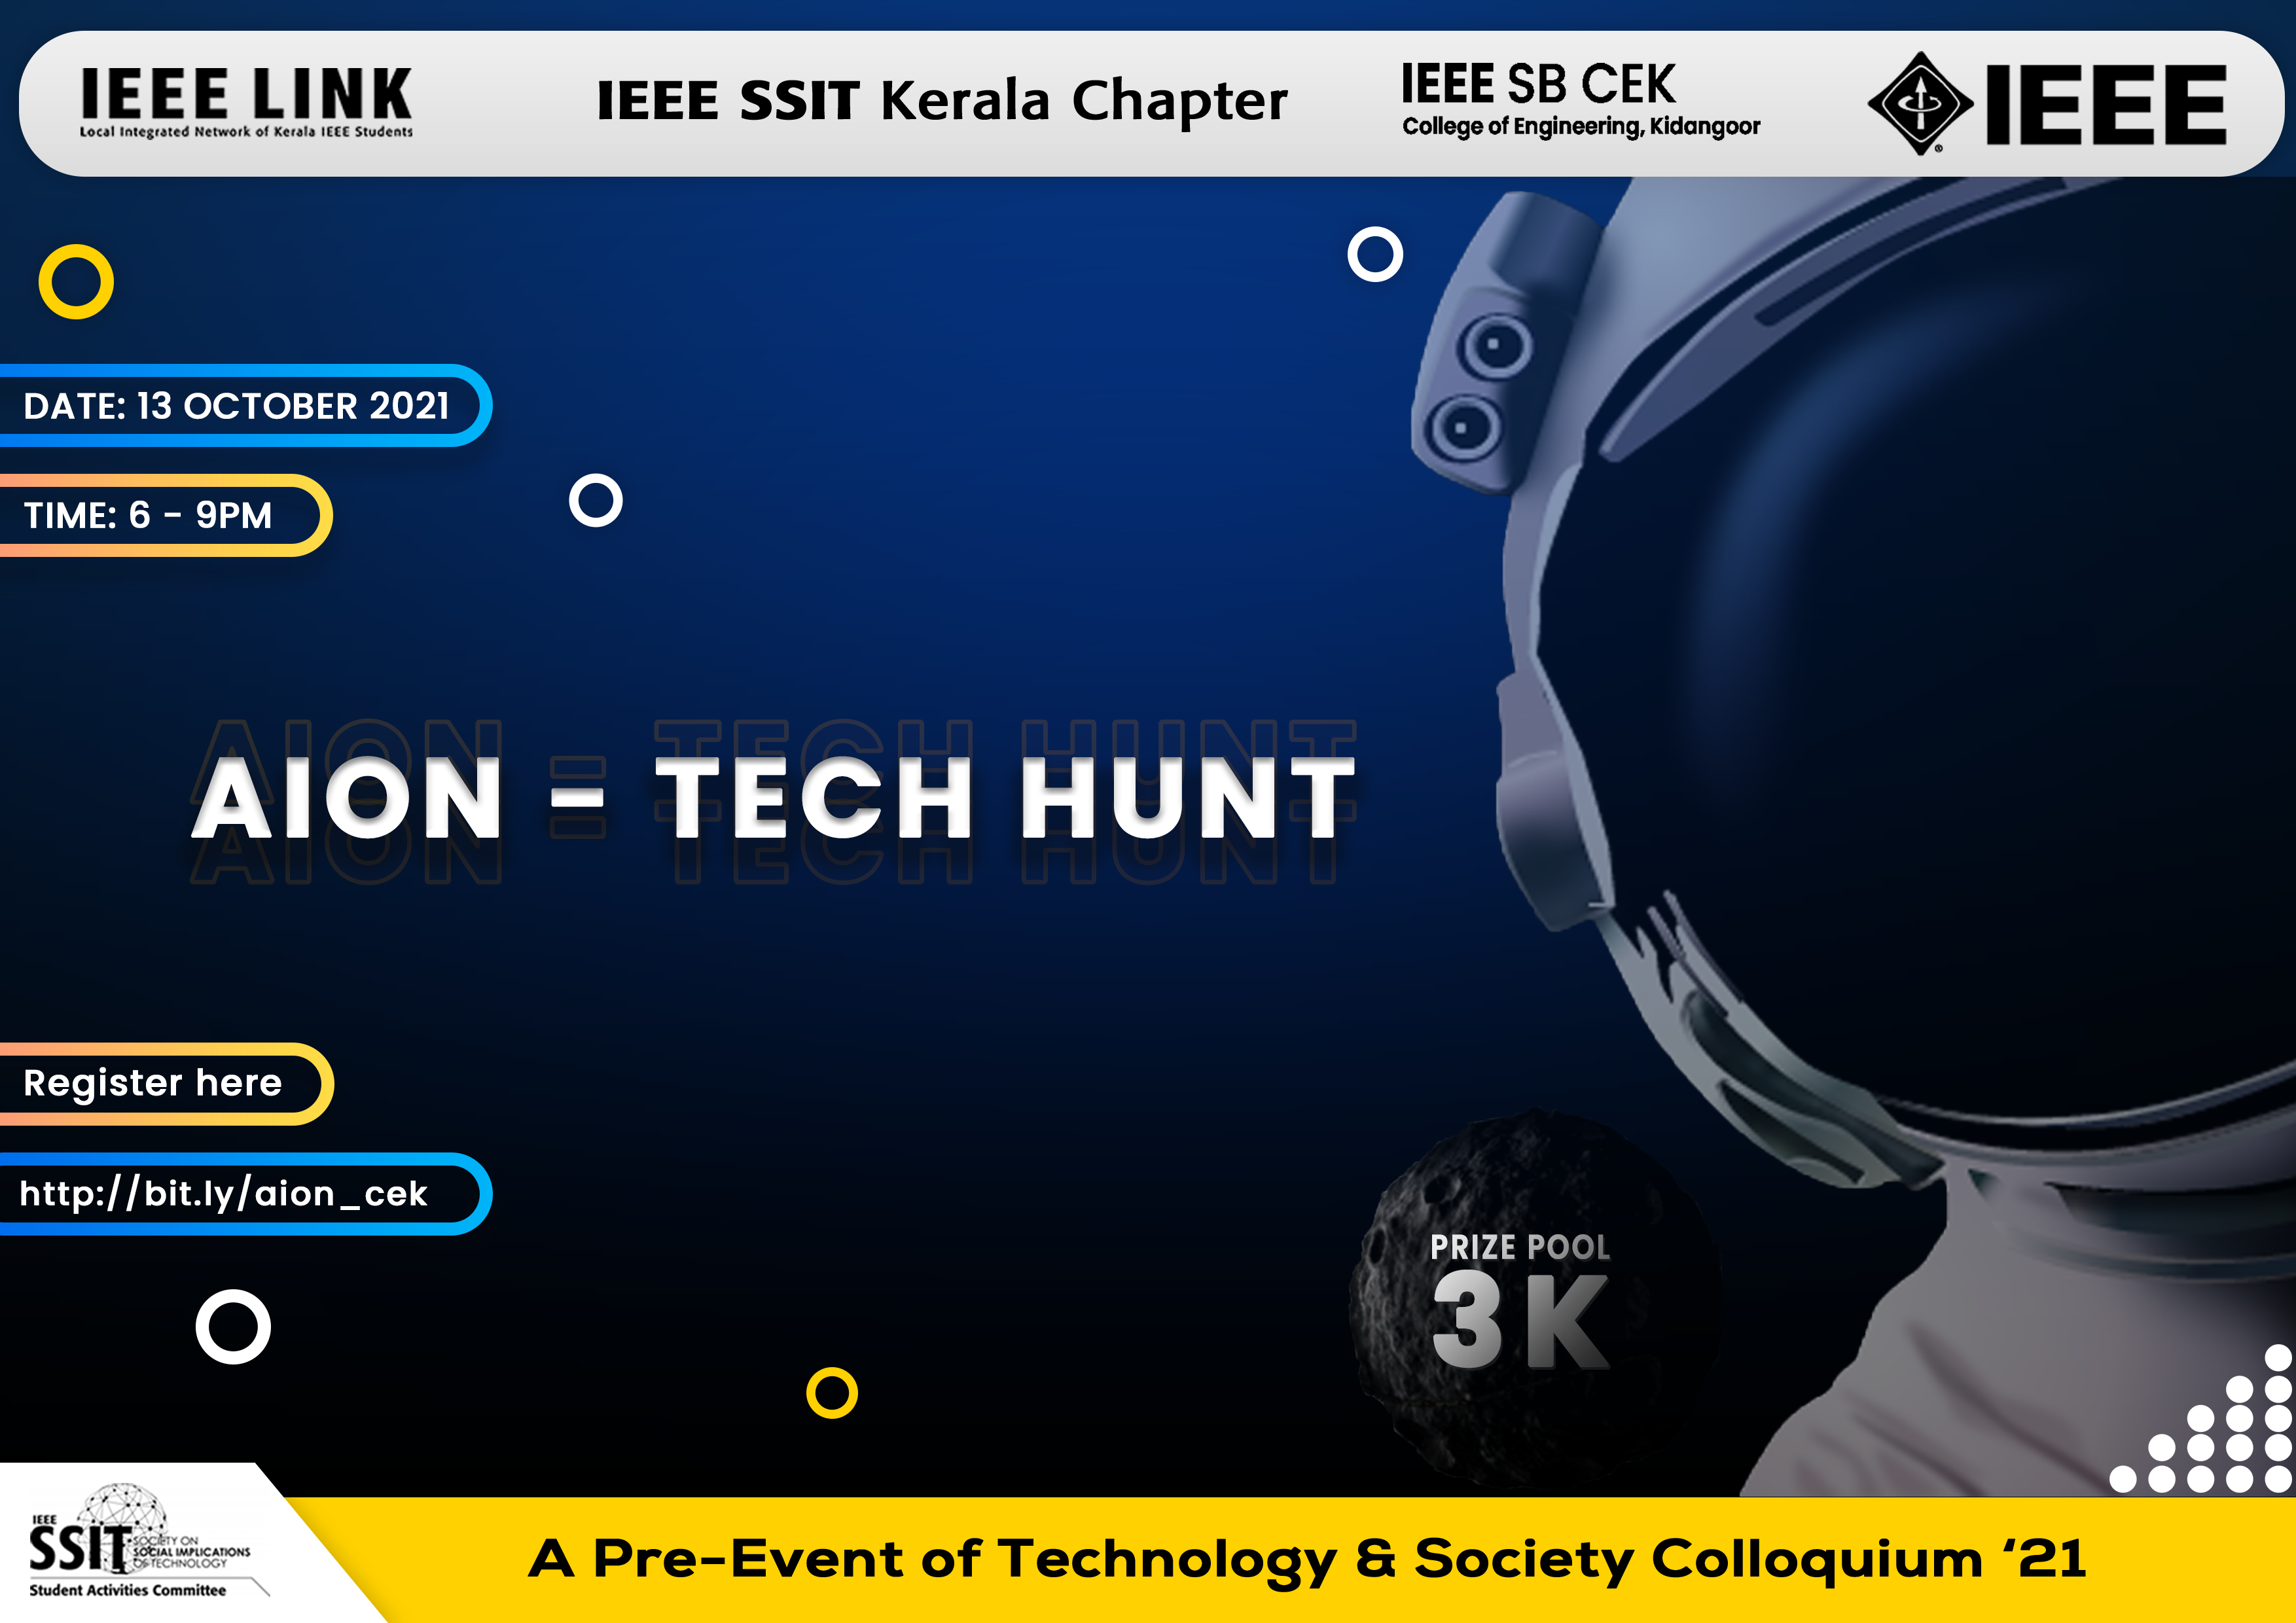 IEEE LINK
Local Integrated Network of Kerala IEEE Students
IEEE SSIT Kerala Chapter
IEEE SB CEK
College of Engineering, Kidangoor
IEEE
DATE: 13 OCTOBER 2021
TIME: 6 - 9PM
AION = TECH HUNT
Register here
http://bit.ly/aion_cek
PRIZE POOL
3K
IEEE
SSIT
SOCIETY ON
SOCIAL IMPLICATIONS
OF TECHNOLOGY
Student Activities Committee
A Pre-Event of Technology & Society Colloquium ‘21